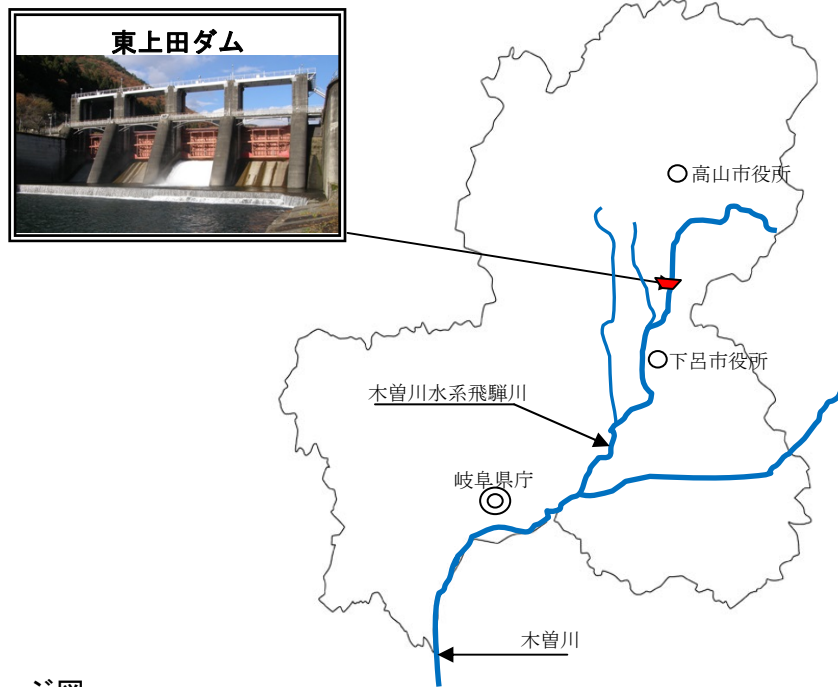 東上田ダム
高山市役所
下呂市役所
木曽川水系飛騨川
岐阜県庁
木曽川